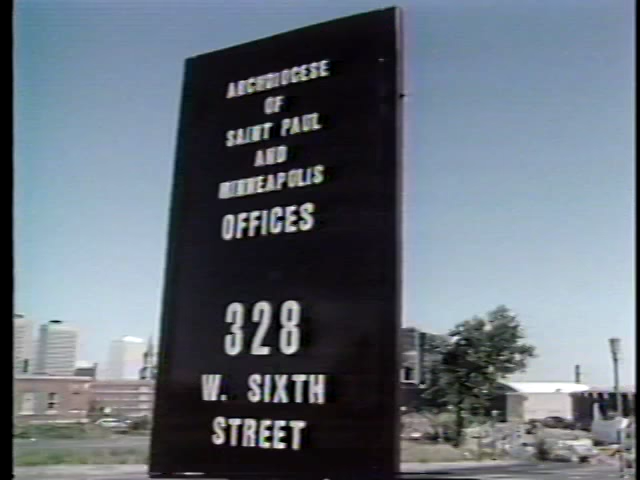 ARCHDIOCESE
OF
SAINT PAUL
AND
MINNEAPOLIS
OFFICES
328
W. SIXTH
STREET